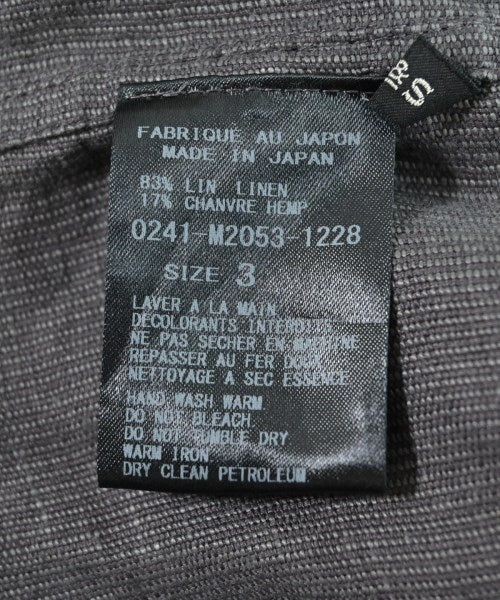 FABRIQUE AU JAPON
MADE IN JAPAN
83% LIN LINEN
17% CHANVRE HEMP
0241-M2053-1228
SIZE 3
LAVER A LA MAIN
DECOLORANTS INTERDITS
NE PAS SECHER EN MACHINE
REPASSER AU FER DOUX
NETTOYAGE A SEC ESSENCE
HAND WASH WARM
DO NOT BLEACH
DO NOT TUMBLE DRY
WARM IRON
DRY CLEAN PETROLEUM